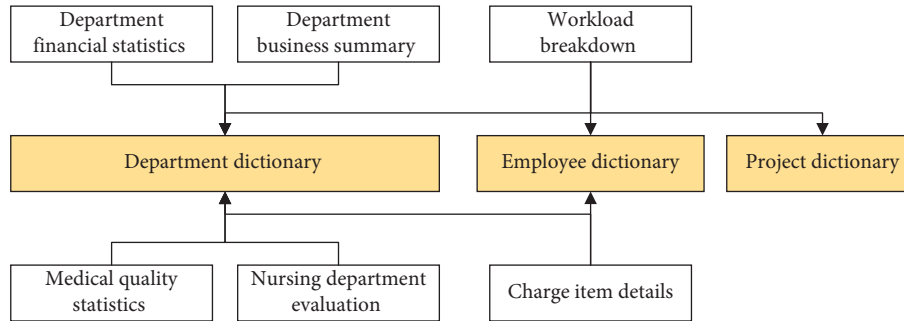 Department
financial statistics
Department
business summary
Workload
breakdown
Department dictionary
Employee dictionary
Project dictionary
Medical quality
statistics
Nursing department
evaluation
Charge item details